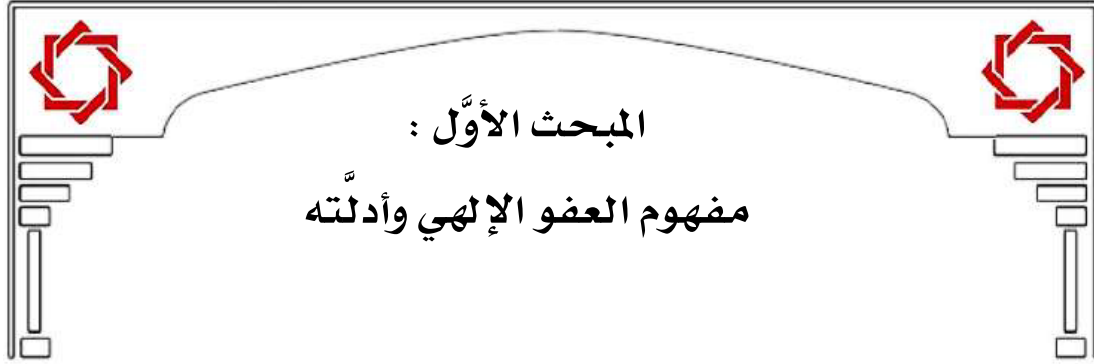 المبحث الأوَّل :
مفهوم العفو الإلهي وأدلَّته